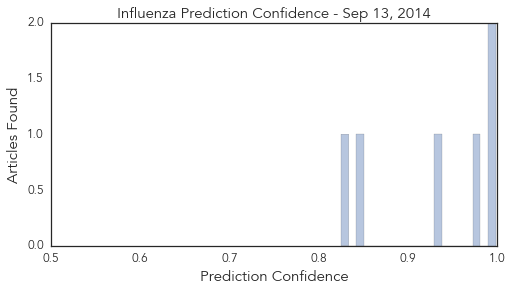 Influenza Prediction Confidence - Sep 13, 2014
2.0
1.5
1.0
0.5
0.0
Articles Found
0.5 0.6 0.7 0.8 0.9 1.0
Prediction Confidence